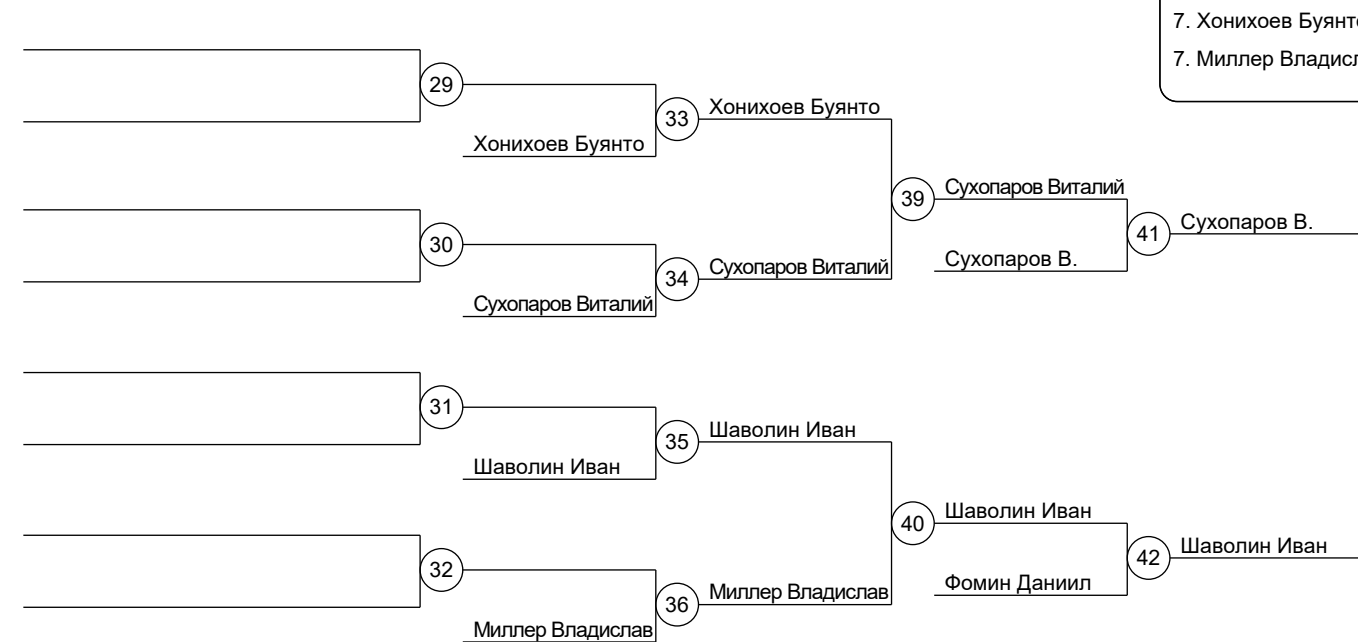 7. Хонихоев Буянто
7. Миллер Владисл
29
33
Хонихоев Буянто
Хонихоев Буянто
39
Сухопаров Виталий
30
41
Сухопаров В.
34
Сухопаров Виталий
Сухопаров В.
Сухопаров Виталий
31
35
Шаволин Иван
Шаволин Иван
40
Шаволин Иван
42
Шаволин Иван
32
Фомин Даниил
36
Миллер Владислав
Миллер Владислав